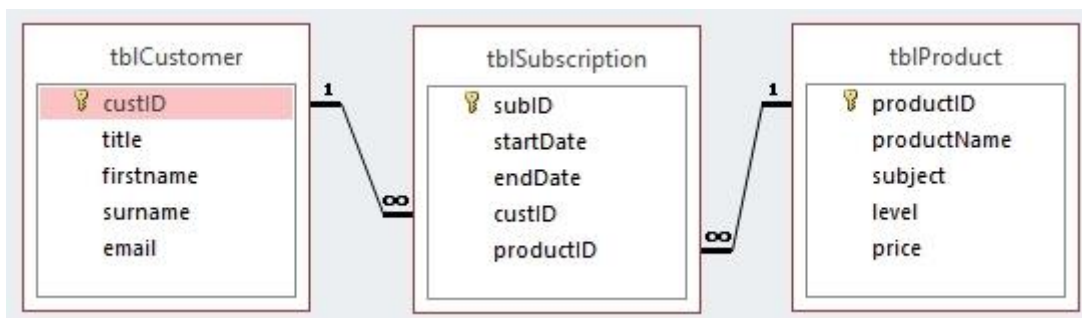 tblCustomer
custID
title
firstname
surname
email
1
∞
tblSubscription
subID
startDate
endDate
custID
productID
1
∞
tblProduct
productID
productName
subject
level
price